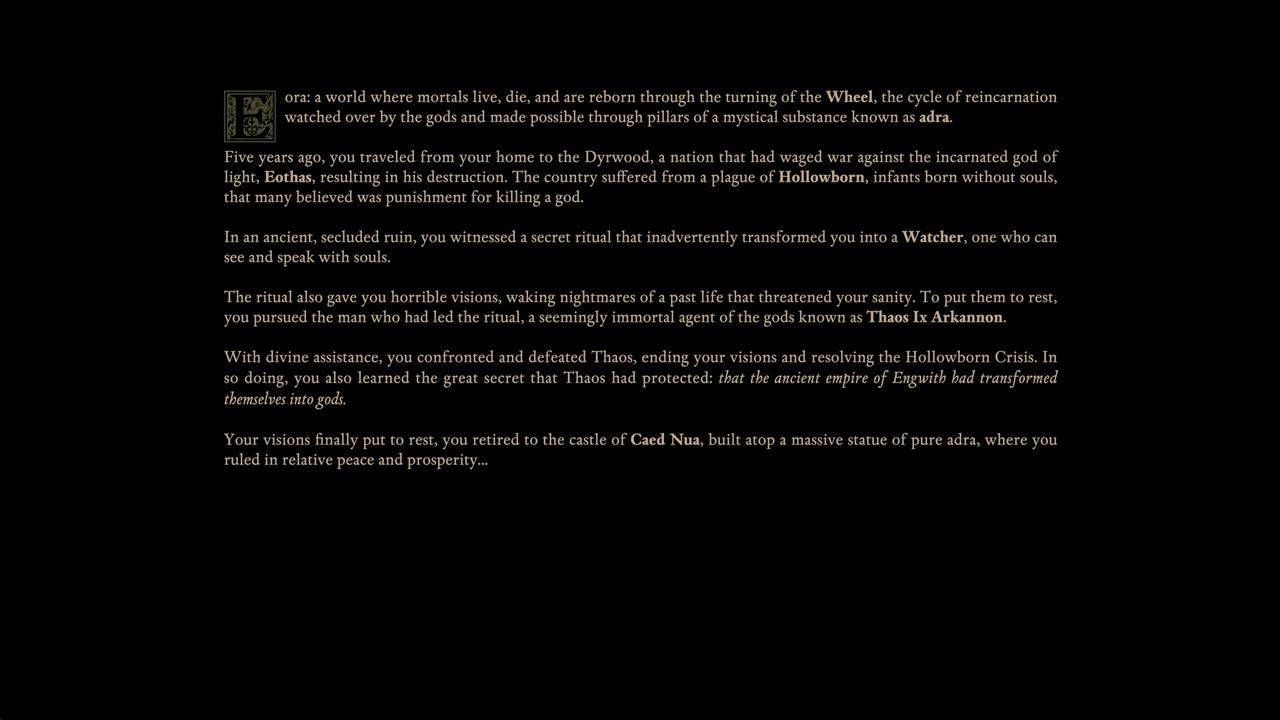 Eora: a world where mortals live, die, and are reborn through the turning of the Wheel, the cycle of reincarnation
watched over by the gods and made possible through pillars of a mystical substance known as adra.
Five years ago, you traveled from your home to the Dyrwood, a nation that had waged war against the incarnated god of
light, Eothas, resulting in his destruction. The country suffered from a plague of Hollowborn, infants born without souls,
that many believed was punishment for killing a god.
In an ancient, secluded ruin, you witnessed a secret ritual that inadvertently transformed you into a Watcher, one who can
see and speak with souls.
The ritual also gave you horrible visions, waking nightmares of a past life that threatened your sanity. To put them to rest,
you pursued the man who had led the ritual, a seemingly immortal agent of the gods known as Thaos Ix Arkannon.
With divine assistance, you confronted and defeated Thaos, ending your visions and resolving the Hollowborn Crisis. In
so doing, you also learned the great secret that Thaos had protected: that the ancient empire of Engwith had transformed
themselves into gods.
Your visions finally put to rest, you retired to the castle of Caed Nua, built atop a massive statue of pure adra, where you
ruled in relative peace and prosperity...